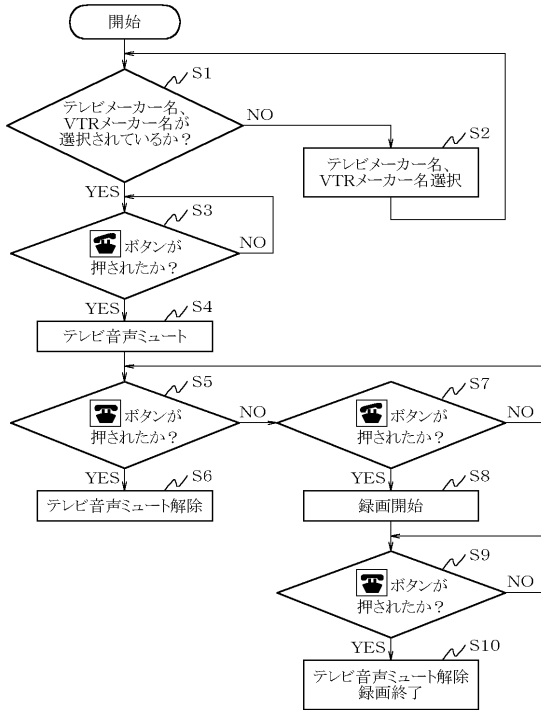 開始
S1
テレビメーカー名、
VTRメーカー名が
選択されているか？
NO
S2
テレビメーカー名、
VTRメーカー名選択
YES
S3
ボタンが
押されたか？
NO
YES
S4
テレビ音声ミュート
S5
ボタンが
押されたか？
NO
S7
ボタンが
押されたか？
NO
YES
S6
テレビ音声ミュート解除
YES
S8
録画開始
S9
ボタンが
押されたか？
NO
YES
S10
テレビ音声ミュート解除
録画終了